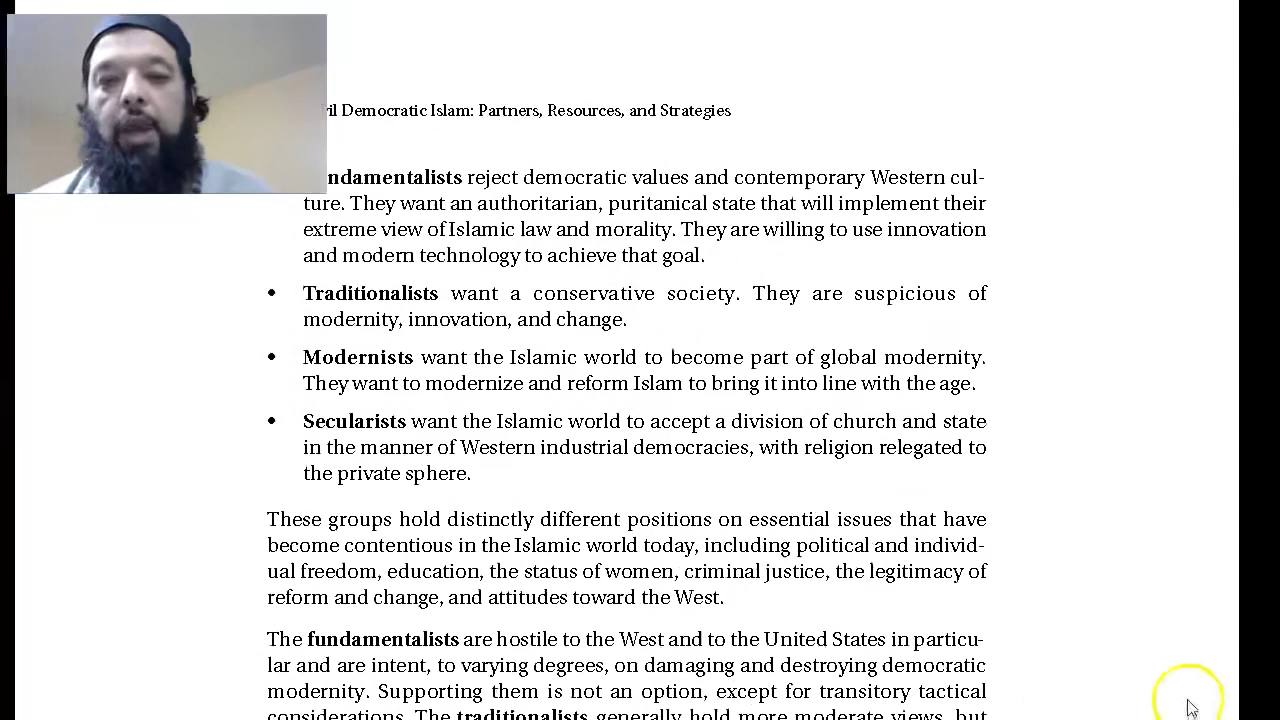 Democratic Islam: Partners, Resources, and Strategies
reject democratic values and contemporary Western cul-
ture. They want an authoritarian, puritanical state that will implement their
extreme view of Islamic law and morality. They are willing to use innovation
and modern technology to achieve that goal.
• Traditionalists want a conservative society. They are suspicious of
modernity, innovation, and change.
• Modernists want the Islamic world to become part of global modernity.
They want to modernize and reform Islam to bring it into line with the age.
• Secularists want the Islamic world to accept a division of church and state
in the manner of Western industrial democracies, with religion relegated to
the private sphere.
These groups hold distinctly different positions on essential issues that have
become contentious in the Islamic world today, including political and individ-
ual freedom, education, the status of women, criminal justice, the legitimacy of
reform and change, and attitudes toward the West.
The fundamentalists are hostile to the West and to the United States in particu-
lar and are intent, to varying degrees, on damaging and destroying democratic
modernity. Supporting them is not an option, except for transitory tactical
considerations. The traditionalists generally hold more moderate views, but